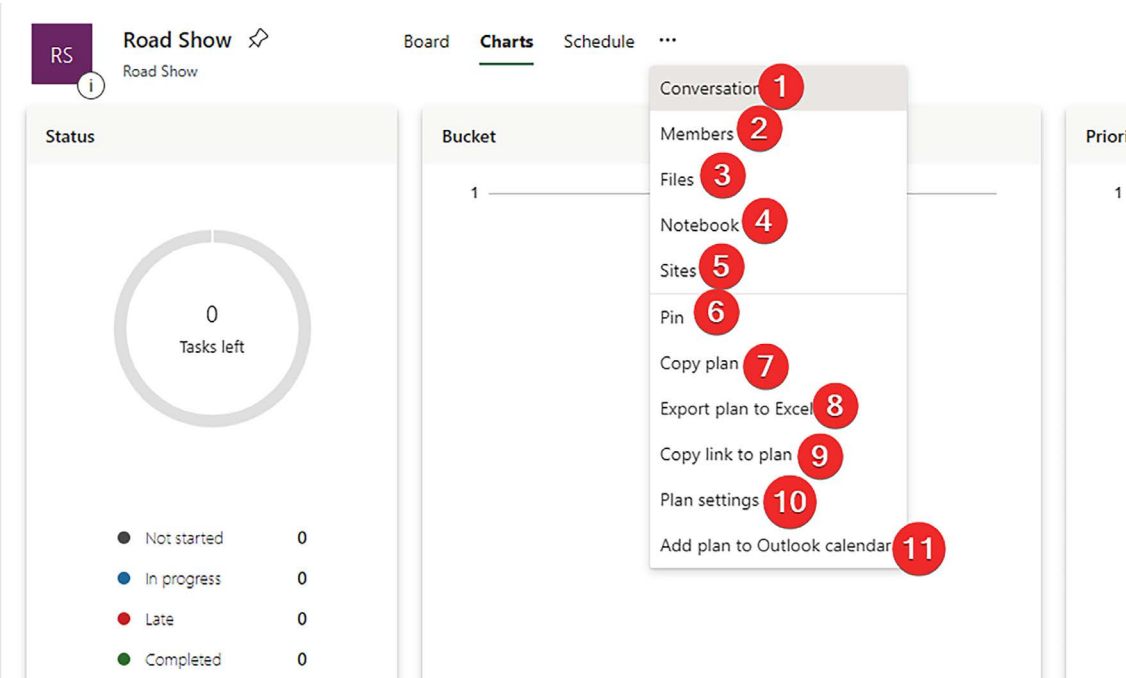 RS
i
Road Show
Road Show
Board Charts Schedule ...
Conversation 1
Members 2
Files 3
Notebook 4
Sites 5
Pin 6
Copy plan 7
Export plan to Excel 8
Copy link to plan 9
Plan settings 10
Add plan to Outlook calendar 11
Status
0
Tasks left
Not started 0
In progress 0
Late 0
Completed 0
Bucket
1
Priori
1